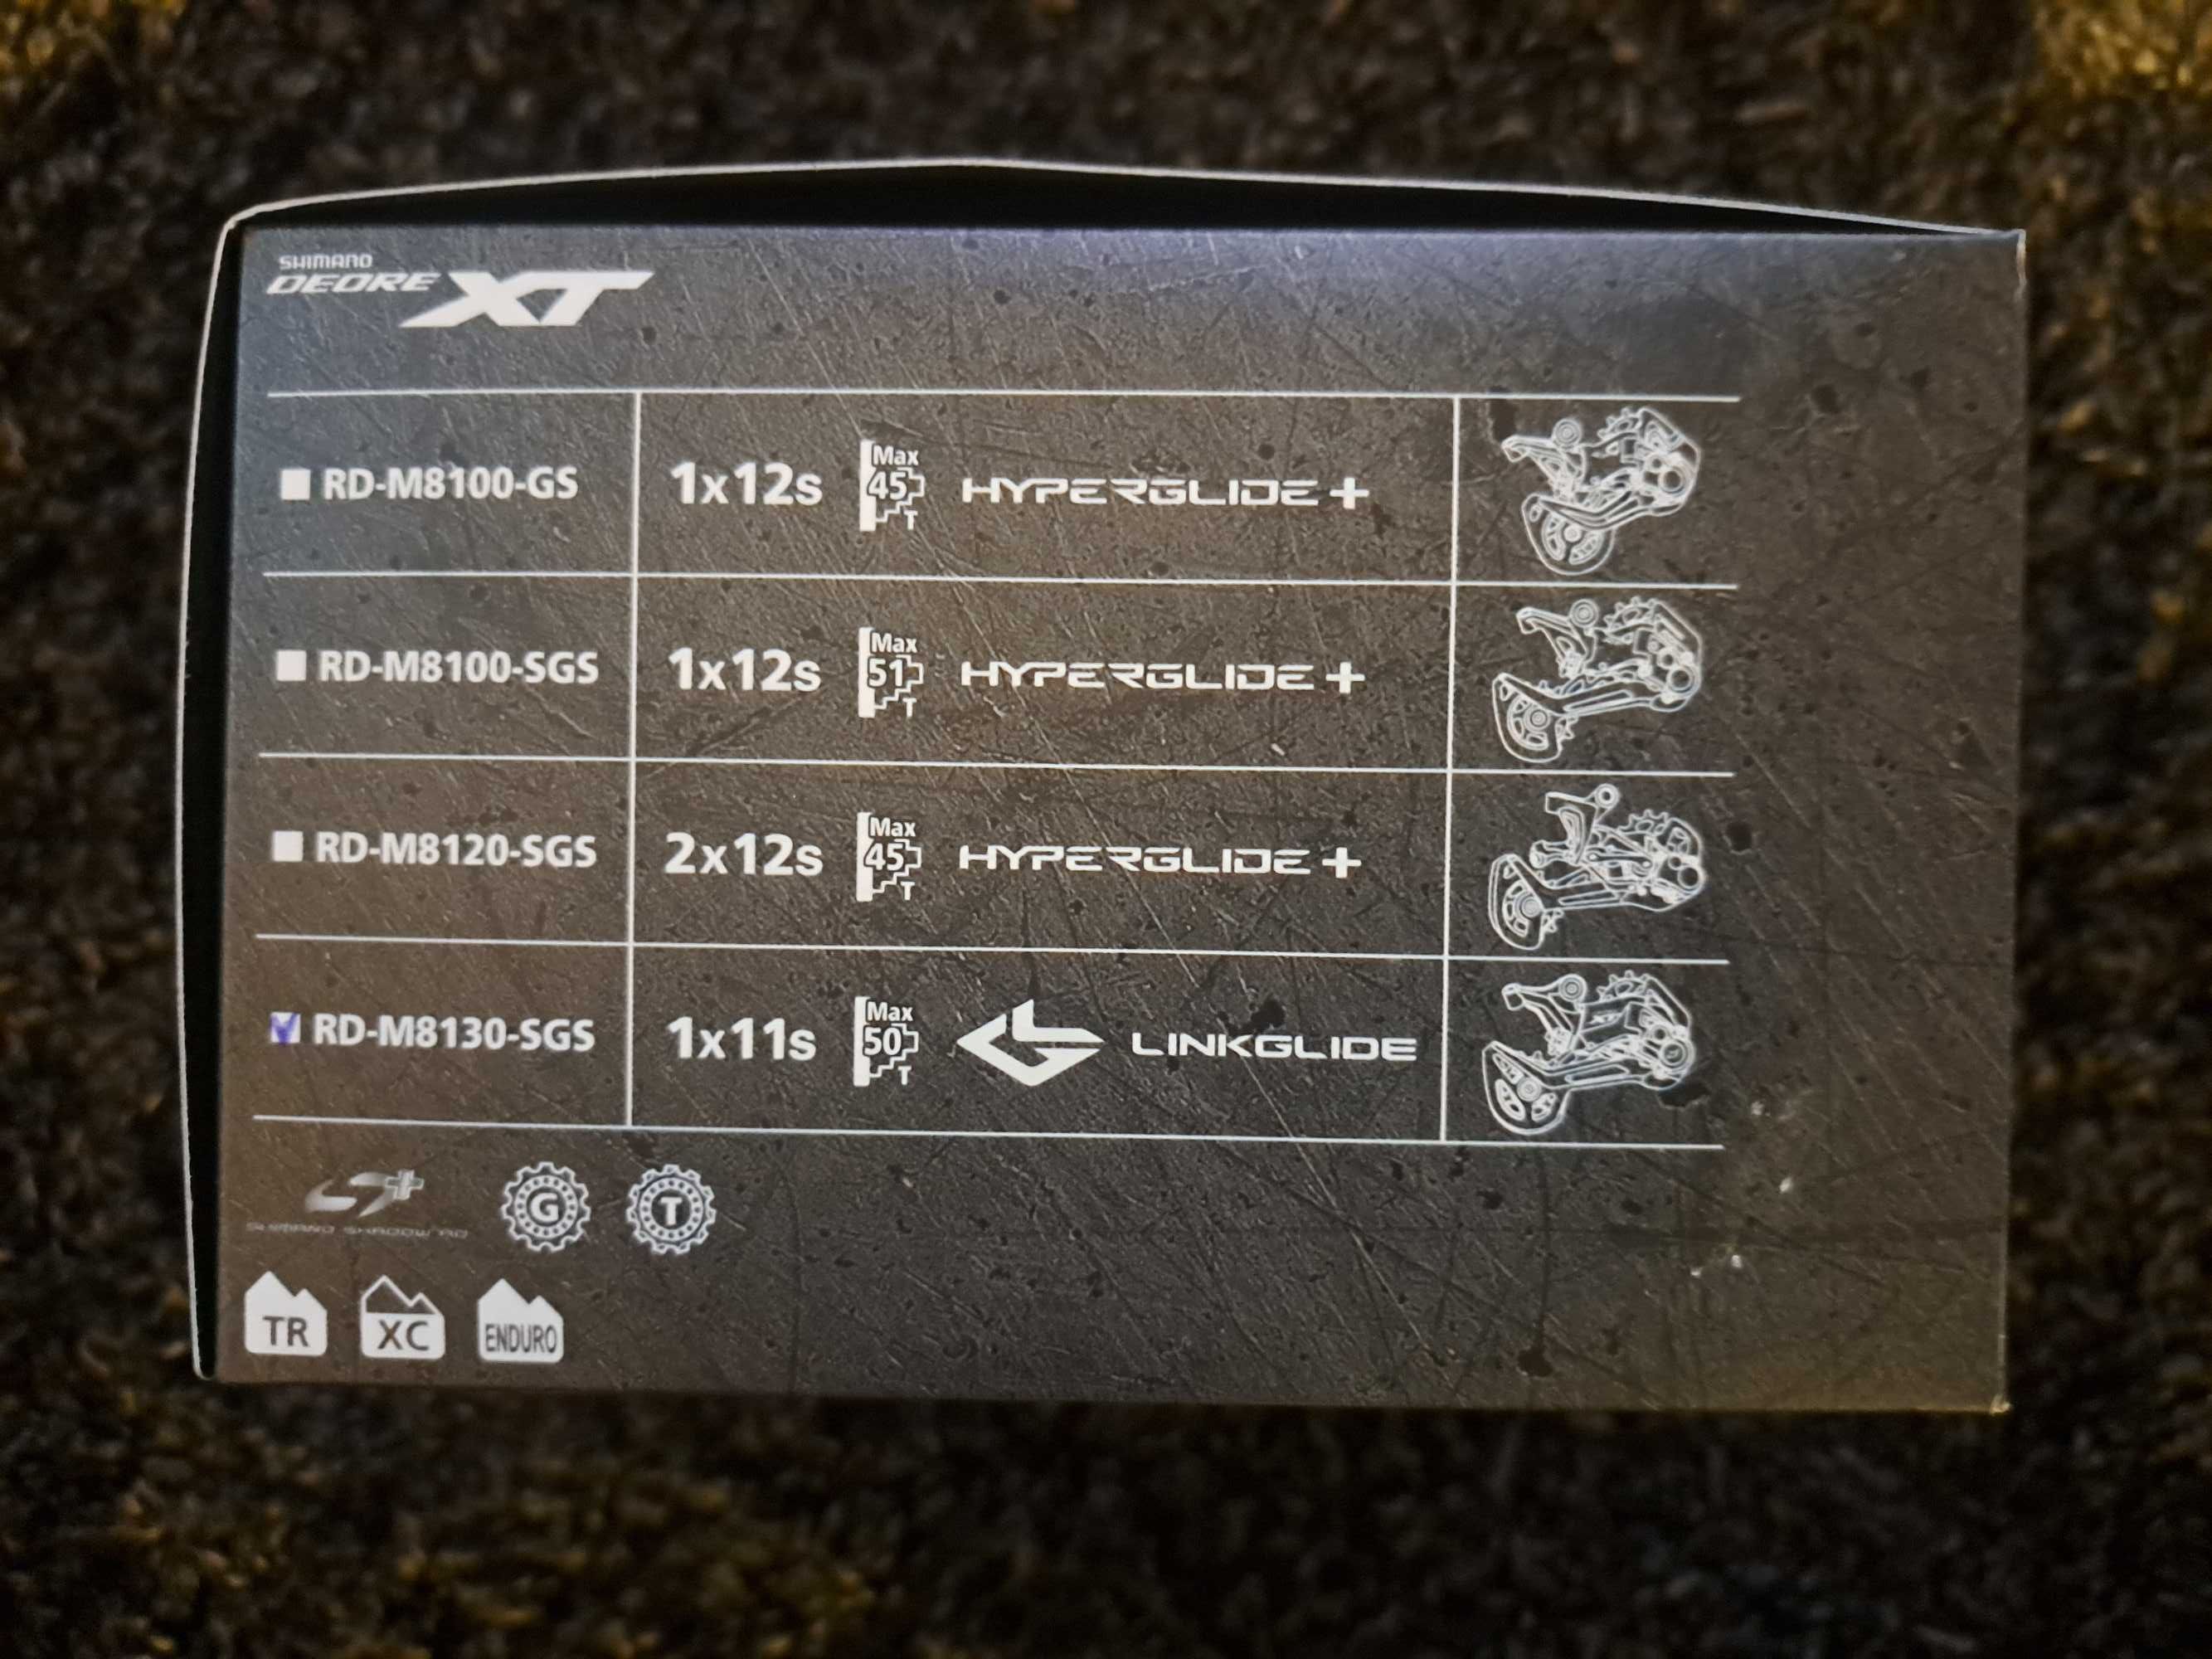 SHIMANO
DEORE XT
RD-M8100-GS 1x12s Max 45 T HYPERGLIDE+
RD-M8100-SGS 1x12s Max 51 T HYPERGLIDE+
RD-M8120-SGS 2x12s Max 45 T HYPERGLIDE+
RD-M8130-SGS 1x11s Max 50 T LINKGLIDE
SHIMANO SHADOW RD
G T
TR XC ENDURO